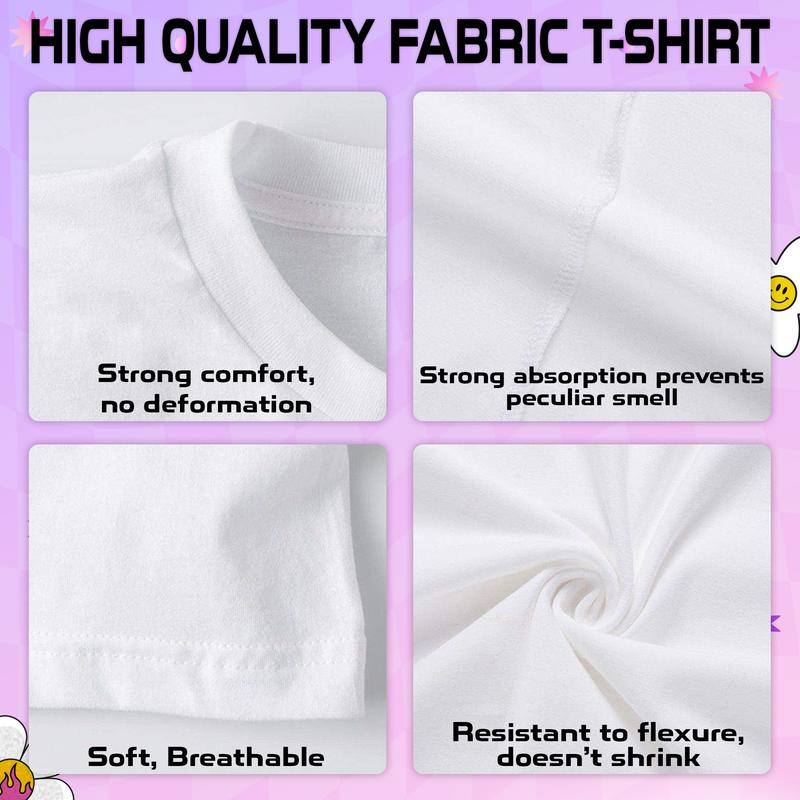 HIGH QUALITY FABRIC T-SHIRT
Strong comfort,
no deformation
Strong absorption prevents
peculiar smell
Soft, Breathable
Resistant to flexure,
doesn't shrink